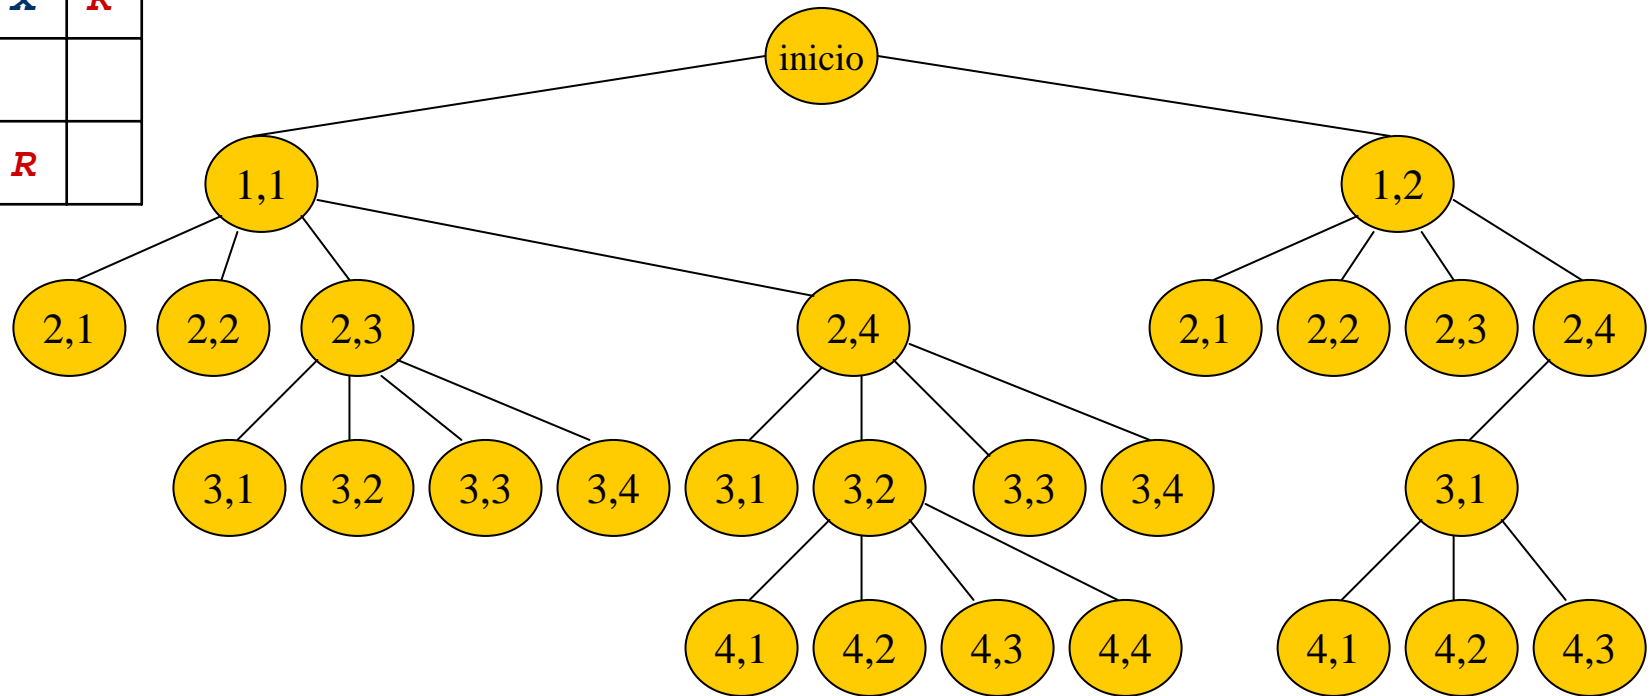 X R
inicio
R
1,1 1,2
2,1 2,2 2,3 2,4 2,1 2,2 2,3 2,4
3,1 3,2 3,3 3,4 3,1 3,2 3,3 3,4 3,1
4,1 4,2 4,3 4,4 4,1 4,2 4,3